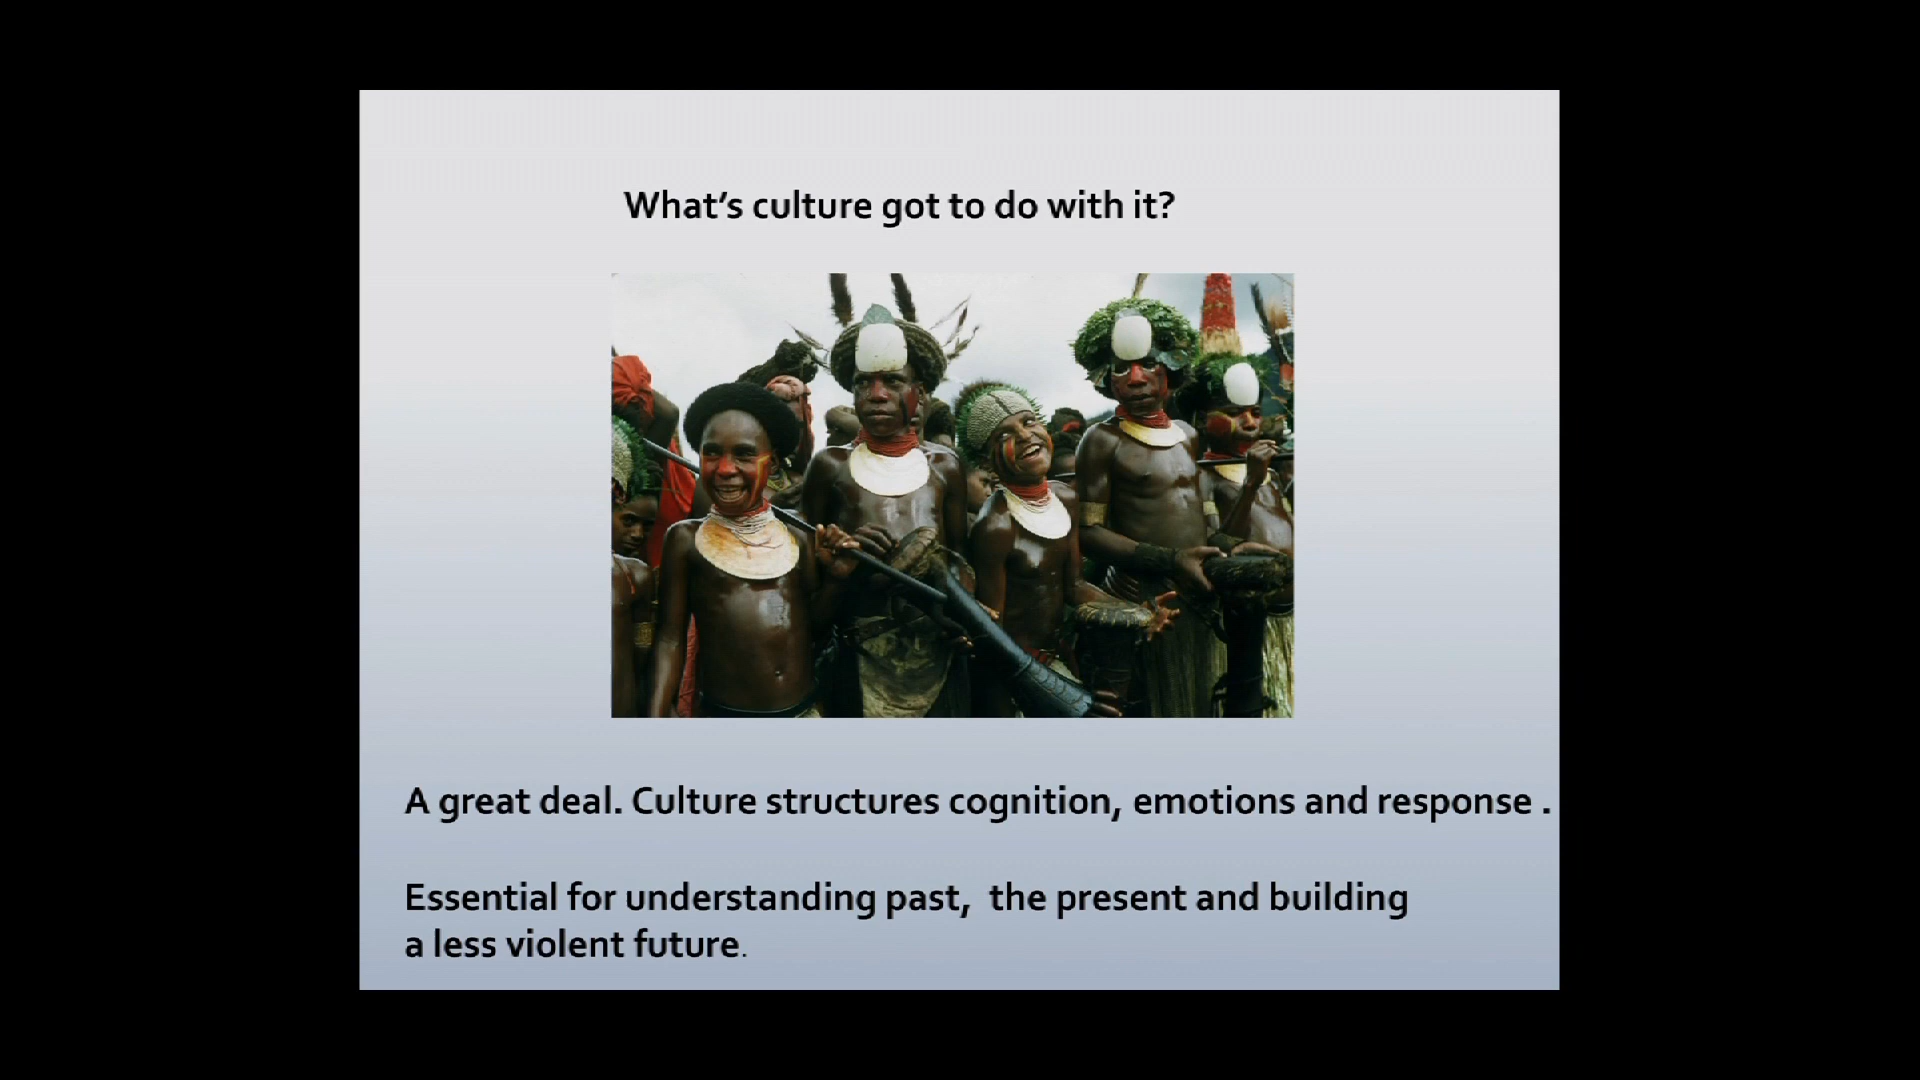 What's culture got to do with it?
A great deal. Culture structures cognition, emotions and response .
Essential for understanding past,  the present and building
a less violent future.